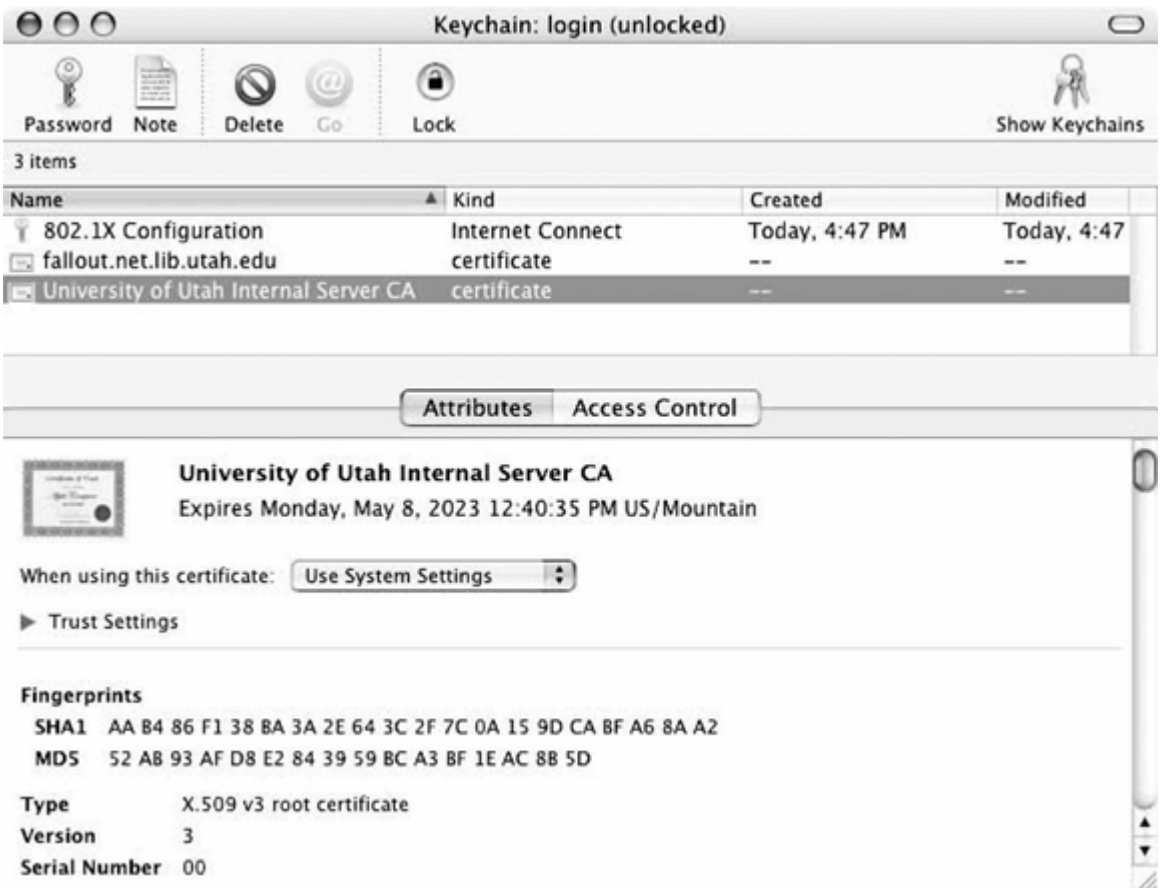 Keychain: login (unlocked)
Password Note Delete Go Lock Show Keychains
3 items
Name Kind Created Modified
802.1X Configuration Internet Connect Today, 4:47 PM Today, 4:47
fallout.net.lib.utah.edu certificate -- --
University of Utah Internal Server CA certificate -- --
Attributes Access Control
University of Utah Internal Server CA
Expires Monday, May 8, 2023 12:40:35 PM US/Mountain
When using this certificate: Use System Settings
Trust Settings
Fingerprints
SHA1 AA B4 86 F1 38 BA 3A 2E 64 3C 2F 7C 0A 15 9D CA BF A6 8A A2
MD5 52 AB 93 AF D8 E2 84 39 59 BC A3 BF 1E AC 8B 5D
Type X.509 v3 root certificate
Version 3
Serial Number 00